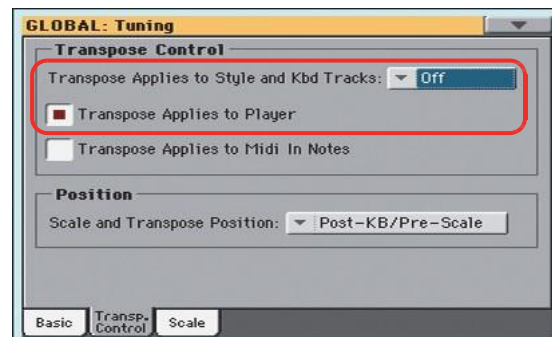 GLOBAL: Tuning
Transpose Control
Transpose Applies to Style and Kbd Tracks: Off
Transpose Applies to Player
Transpose Applies to Midi In Notes
Position
Scale and Transpose Position: Post-KB/Pre-Scale
Basic Transp. Control Scale